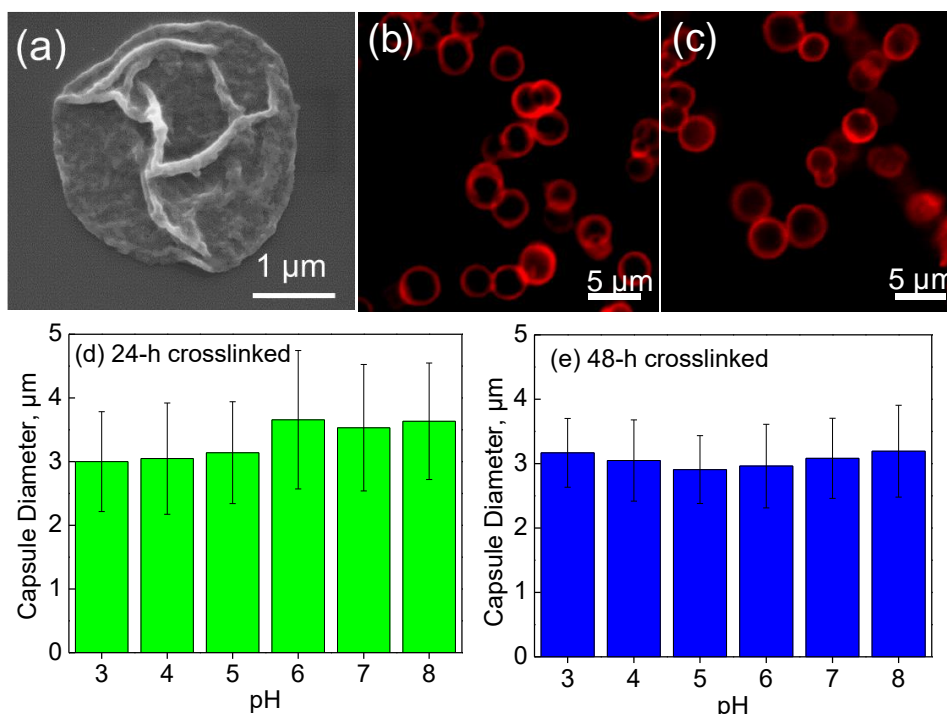 (a)
1 μm
(b)
5 μm
(c)
5 μm
(d) 24-h crosslinked
Capsule Diameter, μm
5
4
3
2
1
0
3 4 5 6 7 8
pH
(e) 48-h crosslinked
Capsule Diameter, μm
5
4
3
2
1
0
3 4 5 6 7 8
pH